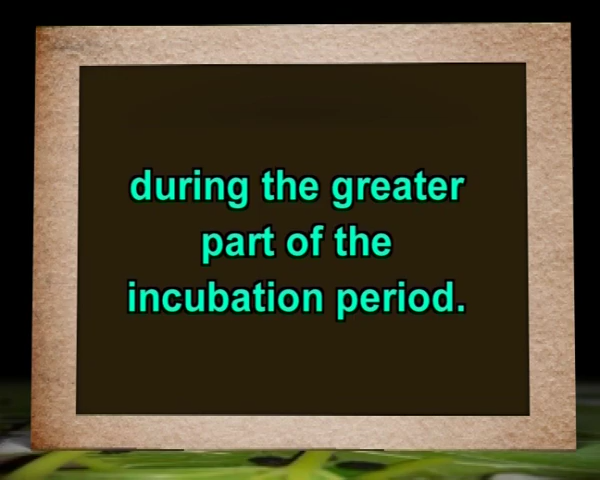 during the greater
part of the
incubation period.